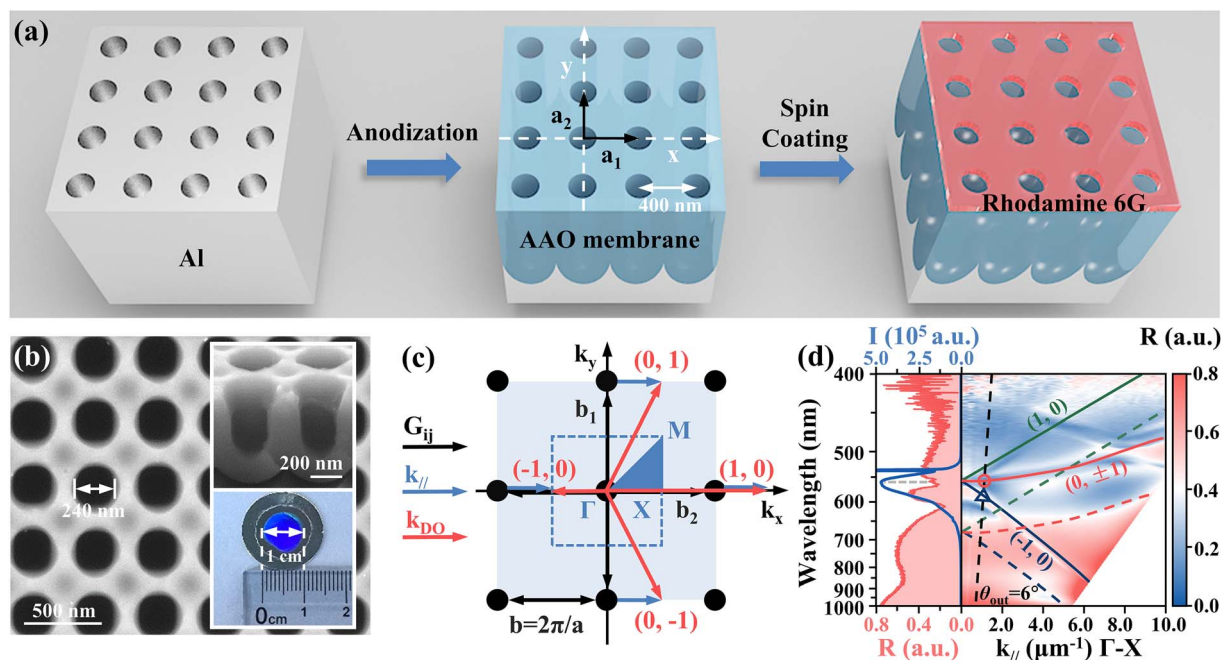 (a)
Al
Anodization
y
a2
a1
x
400 nm
AAO membrane
Spin
Coating
Rhodamine 6G
(b)
240 nm
500 nm
200 nm
1 cm
0 1 2
cm
(c)
ky
(0, 1)
b1
Gij
M
k//
(-1, 0)
(1, 0)
Γ
X
b2
kx
kDO
b=2π/a
(0, -1)
(d)
I (10⁵ a.u.)
5.0 2.5 0.0
R (a.u.)
Wavelength (nm)
400
500
600
700
800
900
1000
(1, 0)
(0, ±1)
(-1, 0)
θout=6°
0.8
0.6
0.4
0.2
0.0
0.8 0.4 0.0 2.0 4.0 6.0 8.0 10.0
R (a.u.)
k// (μm⁻¹) Γ-X